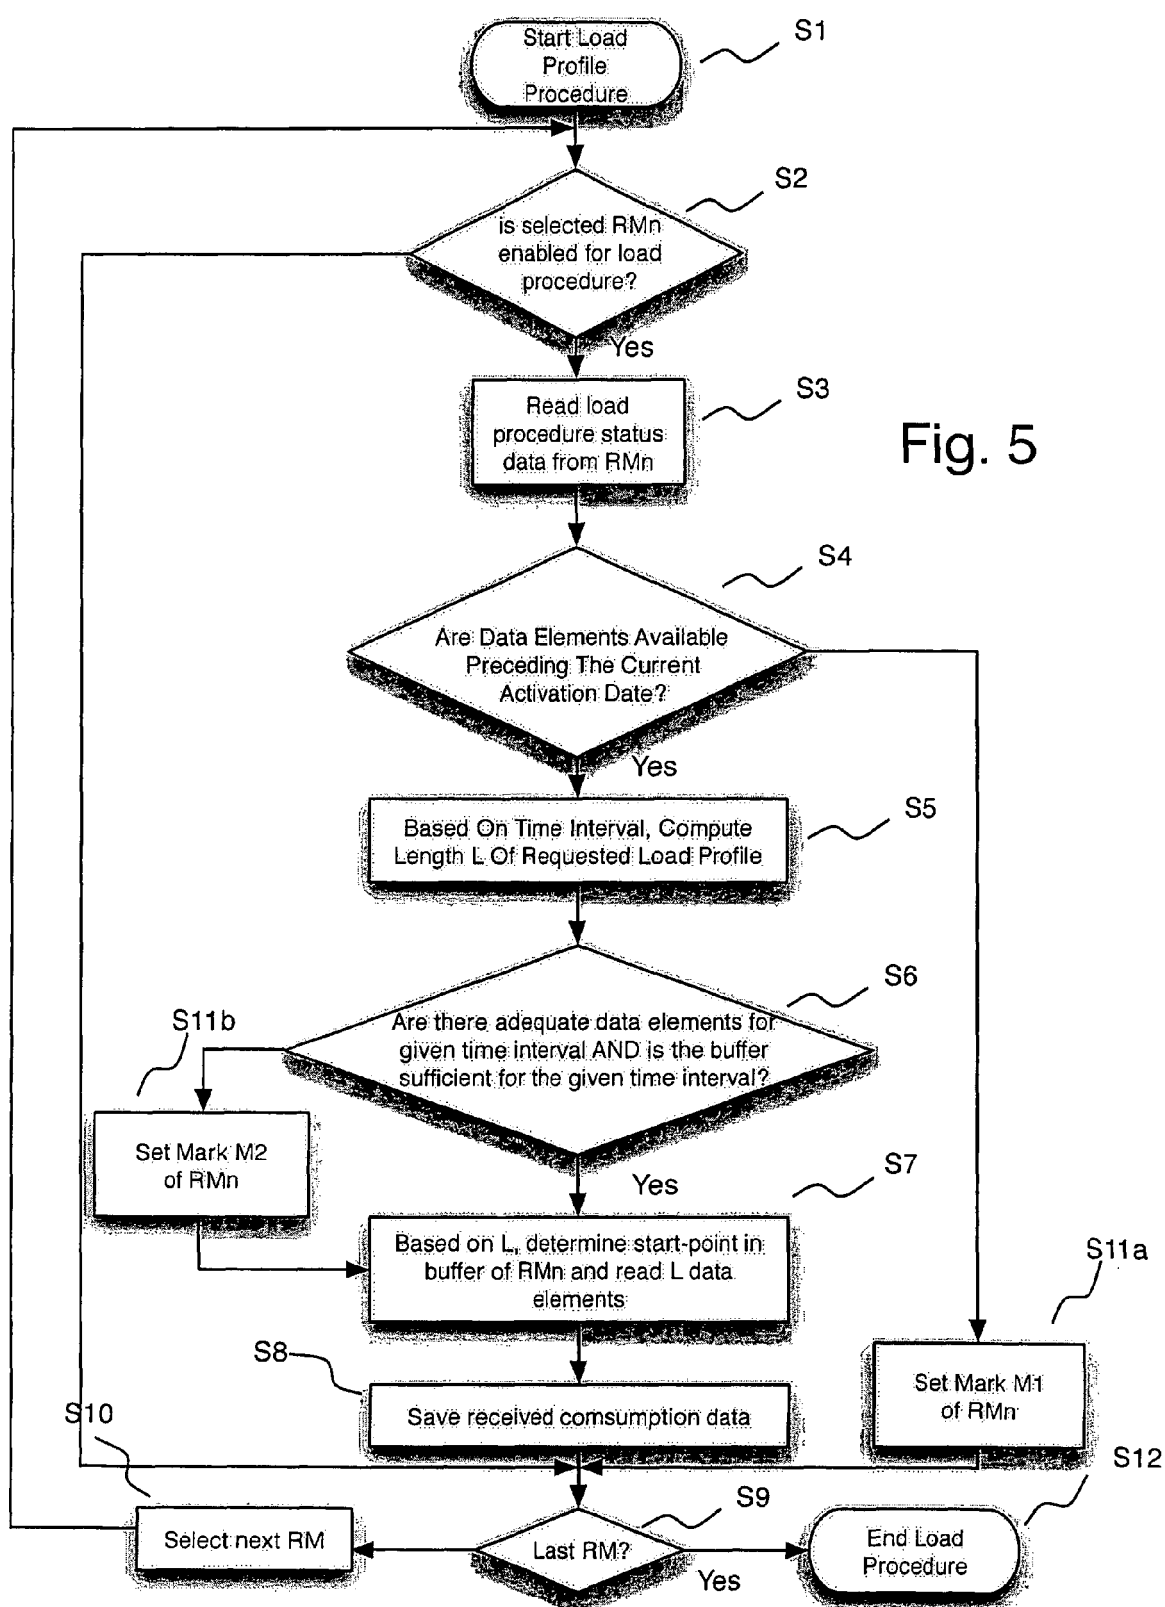 Start Load
Profile
Procedure
S1
is selected RMn
enabled for load
procedure?
S2
Yes
Read load
procedure status
data from RMn
S3
Fig. 5
Are Data Elements Available
Preceding The Current
Activation Date?
S4
Yes
Based On Time Interval, Compute
Length L Of Requested Load Profile
S5
Are there adequate data elements for
given time interval AND is the buffer
sufficient for the given time interval?
S6
S11b
Set Mark M2
of RMn
Yes
S7
Based on L, determine start-point in
buffer of RMn and read L data
elements
S11a
Set Mark M1
of RMn
S8
Save received comsumption data
S10
Select next RM
S9
Last RM?
Yes
S12
End Load
Procedure